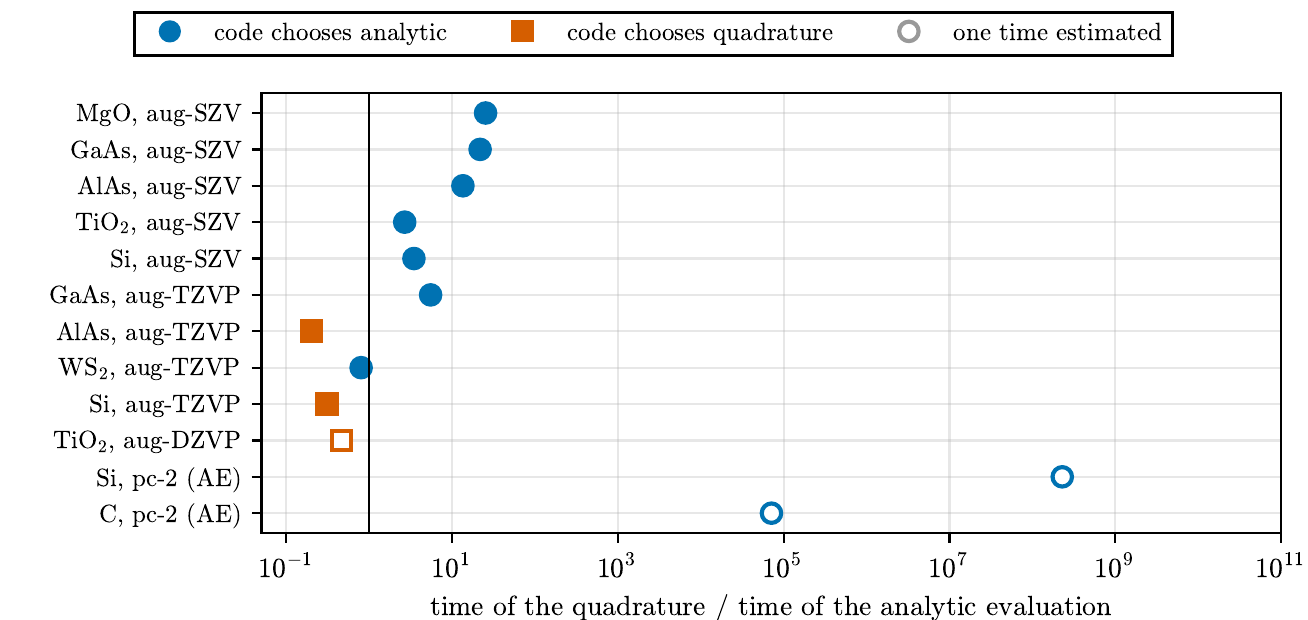 code chooses analytic code chooses quadrature one time estimated
MgO, aug-SZV
GaAs, aug-SZV
AlAs, aug-SZV
TiO₂, aug-SZV
Si, aug-SZV
GaAs, aug-TZVP
AlAs, aug-TZVP
WS₂, aug-TZVP
Si, aug-TZVP
TiO₂, aug-DZVP
Si, pc-2 (AE)
C, pc-2 (AE)
10⁻¹ 10¹ 10³ 10⁵ 10⁷ 10⁹ 10¹¹
time of the quadrature / time of the analytic evaluation